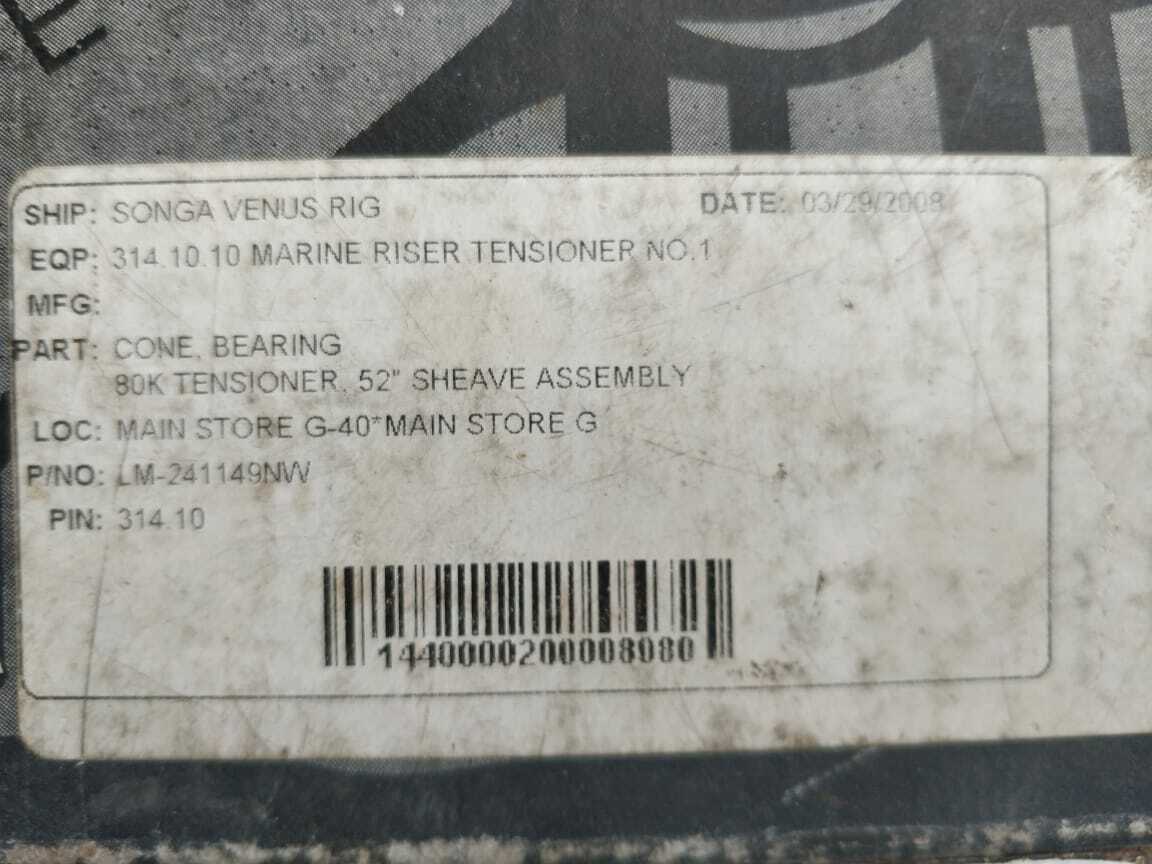 SHIP: SONGA VENUS RIG DATE: 03/29/2008
EQP: 314.10.10 MARINE RISER TENSIONER NO.1
MFG:
PART: CONE, BEARING
80K TENSIONER, 52" SHEAVE ASSEMBLY
LOC: MAIN STORE G-40*MAIN STORE G
P/NO: LM-241149NW
PIN: 314.10
1440000200008080